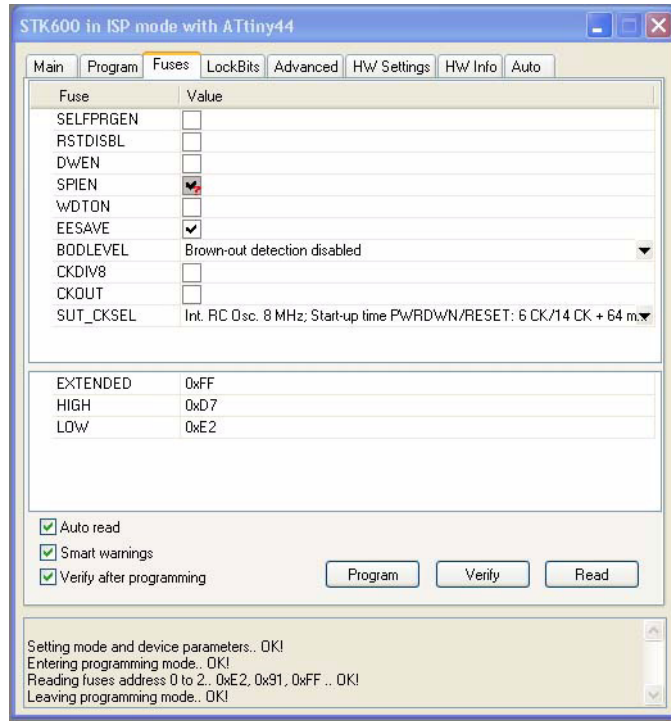 STK600 in ISP mode with ATtiny44
Main Program Fuses LockBits Advanced HW Settings HW Info Auto
Fuse Value
SELFPRGEN
RSTDISBL
DWEN
SPIEN
WDTON
EESAVE
BODLEVEL Brown-out detection disabled
CKDIV8
CKOUT
SUT_CKSEL Int. RC Osc. 8 MHz; Start-up time PWRDWN/RESET: 6 CK/14 CK + 64 m
EXTENDED 0xFF
HIGH 0xD7
LOW 0xE2
Auto read
Smart warnings
Verify after programming
Program Verify Read
Setting mode and device parameters.. OK!
Entering programming mode.. OK!
Reading fuses address 0 to 2.. 0xE2, 0x91, 0xFF .. OK!
Leaving programming mode.. OK!